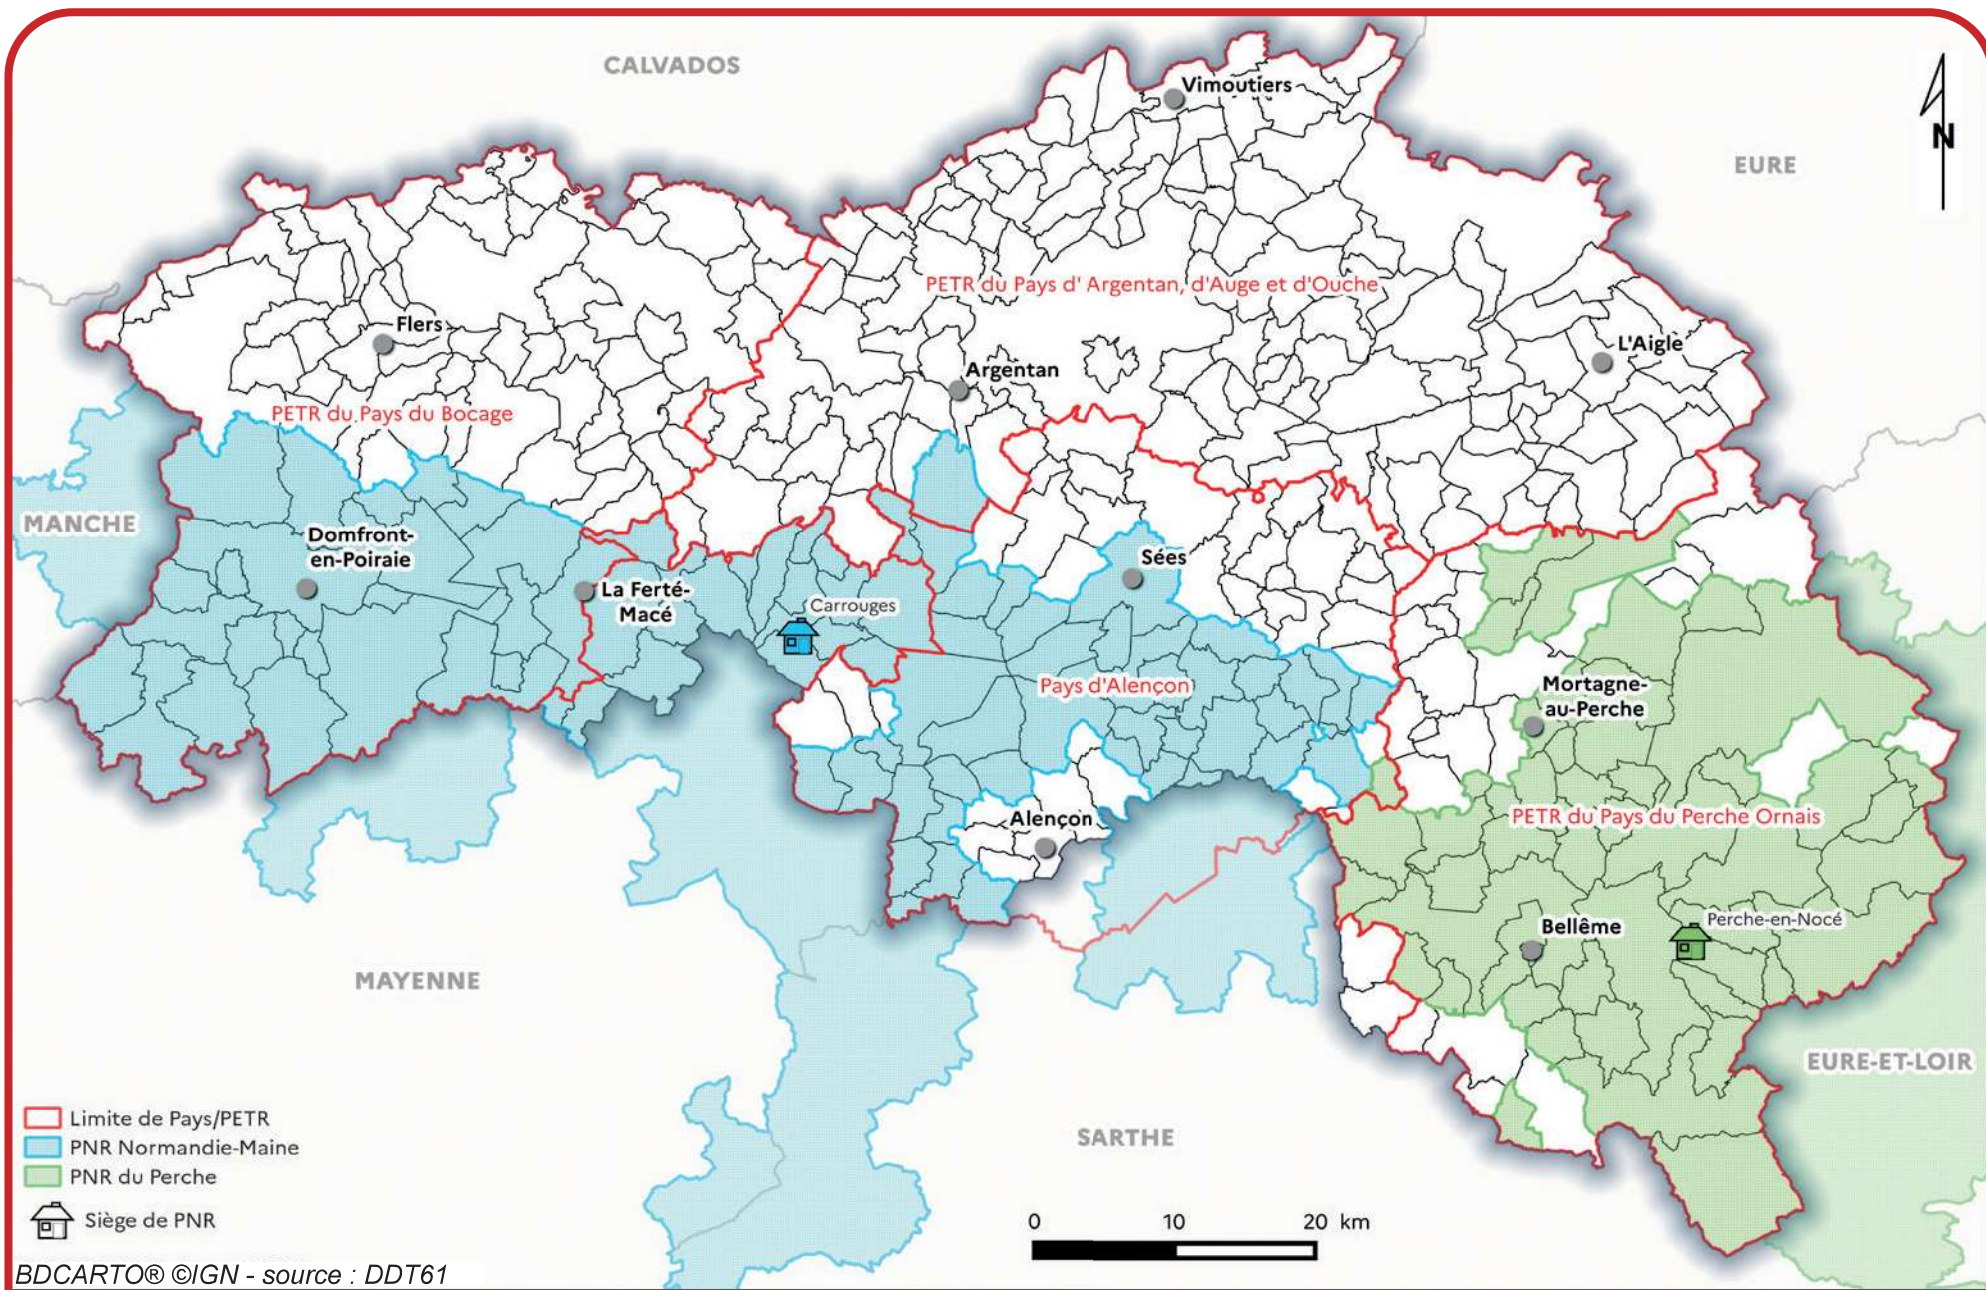 CALVADOS
Vimoutiers
EURE
N
PETR du Pays d' Argentan, d'Auge et d'Ouche
Flers
L'Aigle
Argentan
PETR du Pays du Bocage
MANCHE
Domfront-
en-Poiraie
Sées
La Ferté-
Macé
Carrouges
Pays d'Alençon
Mortagne-
au-Perche
Alençon
PETR du Pays du Perche Ornais
Bellême
Perche-en-Nocé
MAYENNE
EURE-ET-LOIR
SARTHE
Limite de Pays/PETR
PNR Normandie-Maine
PNR du Perche
Siège de PNR
0 10 20 km
BDCARTO® ©IGN - source : DDT61